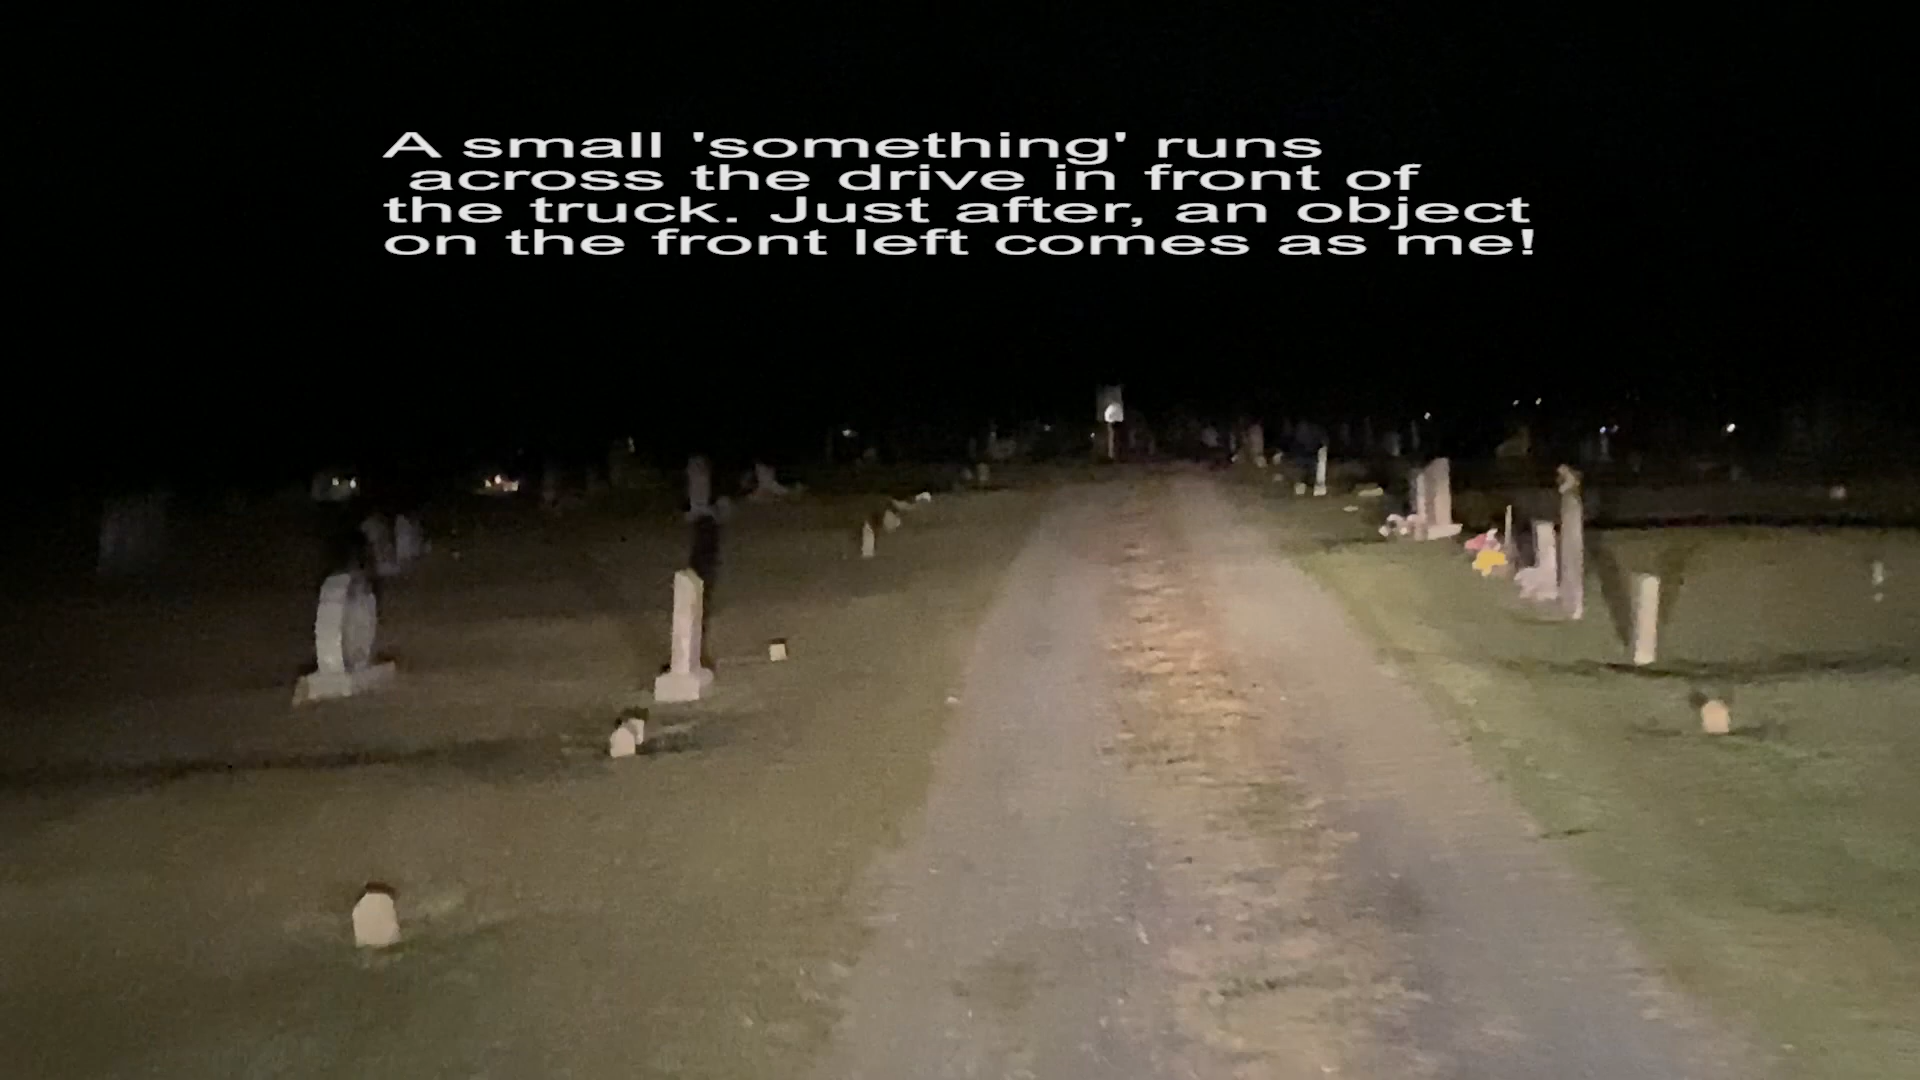 A small 'something' runs
across the drive in front of
the truck. Just after, an object
on the front left comes as me!